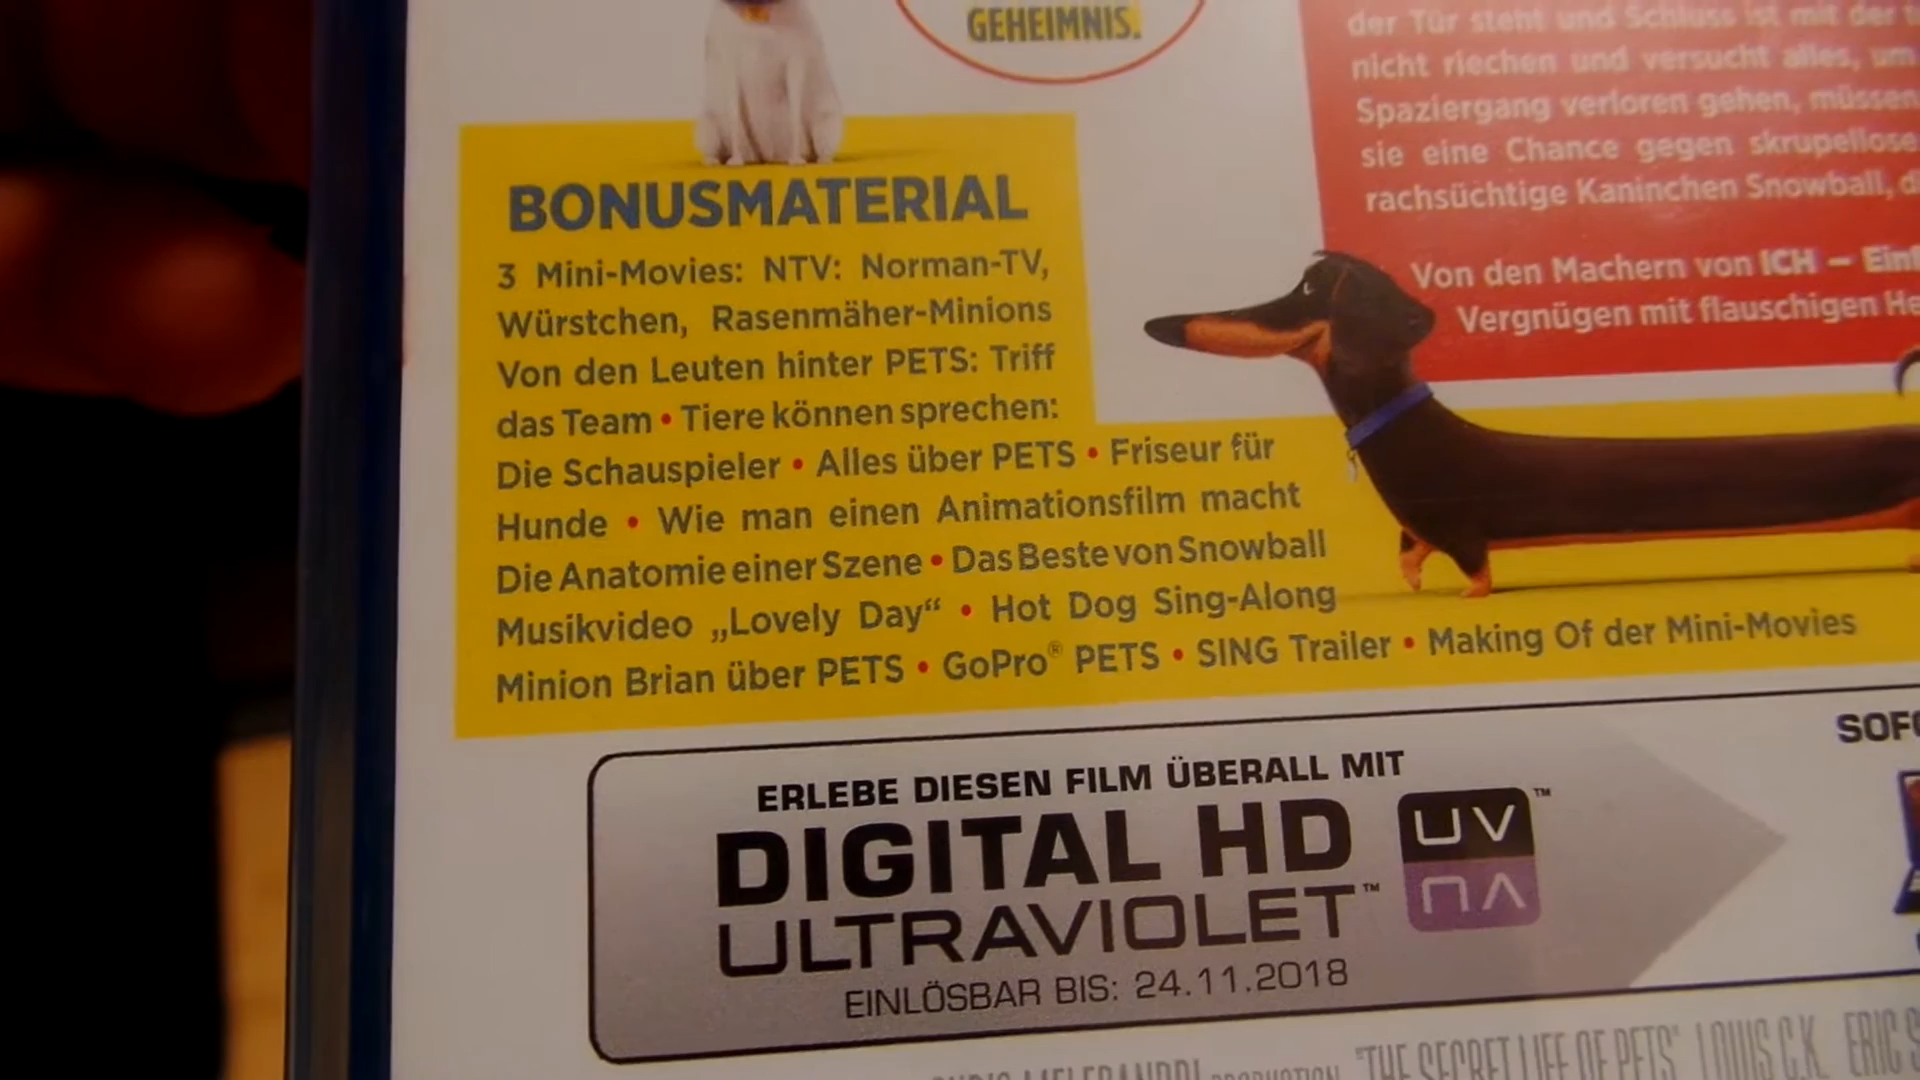 GEHEIMNIS.
der Tür steht und Schluss ist mit der
nicht riechen und versucht alles, um
Spaziergang verloren gehen, müssen
sie eine Chance gegen skrupellose
rachsüchtige Kaninchen Snowball,
Von den Machern von ICH –
Vergnügen mit flauschigen
BONUSMATERIAL
3 Mini-Movies: NTV: Norman-TV,
Würstchen, Rasenmäher-Minions
Von den Leuten hinter PETS: Triff
das Team • Tiere können sprechen:
Die Schauspieler • Alles über PETS • Friseur für
Hunde • Wie man einen Animationsfilm macht
Die Anatomie einer Szene • Das Beste von Snowball
Musikvideo „Lovely Day“ • Hot Dog Sing-Along
Minion Brian über PETS • GoPro® PETS • SING Trailer • Making Of der Mini-Movies
ERLEBE DIESEN FILM ÜBERALL MIT
DIGITAL HD
ULTRAVIOLET™
UV™
EINLÖSBAR BIS: 24.11.2018
"THE SECRET LIFE OF PETS" LOUIS C.K. ERIC